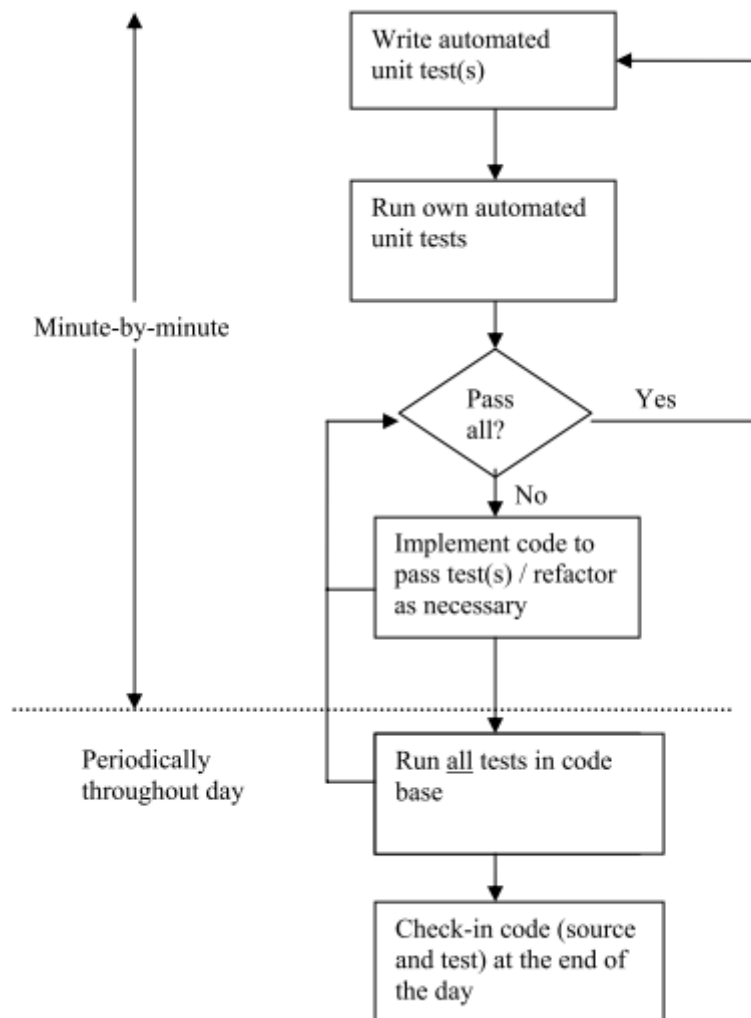 Write automated
unit test(s)
Run own automated
unit tests
Minute-by-minute
Pass
all?
Yes
No
Implement code to
pass test(s) / refactor
as necessary
Periodically
throughout day
Run all tests in code
base
Check-in code (source
and test) at the end of
the day